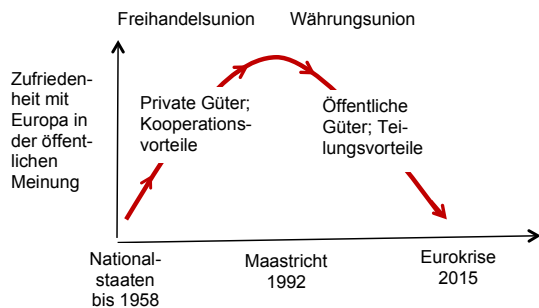 Freihandelsunion
Währungsunion
Zufrieden-
heit mit
Europa in
der öffent-
lichen
Meinung
Private Güter;
Kooperations-
vorteile
Öffentliche
Güter; Tei-
lungsvorteile
National-
staaten
bis 1958
Maastricht
1992
Eurokrise
2015